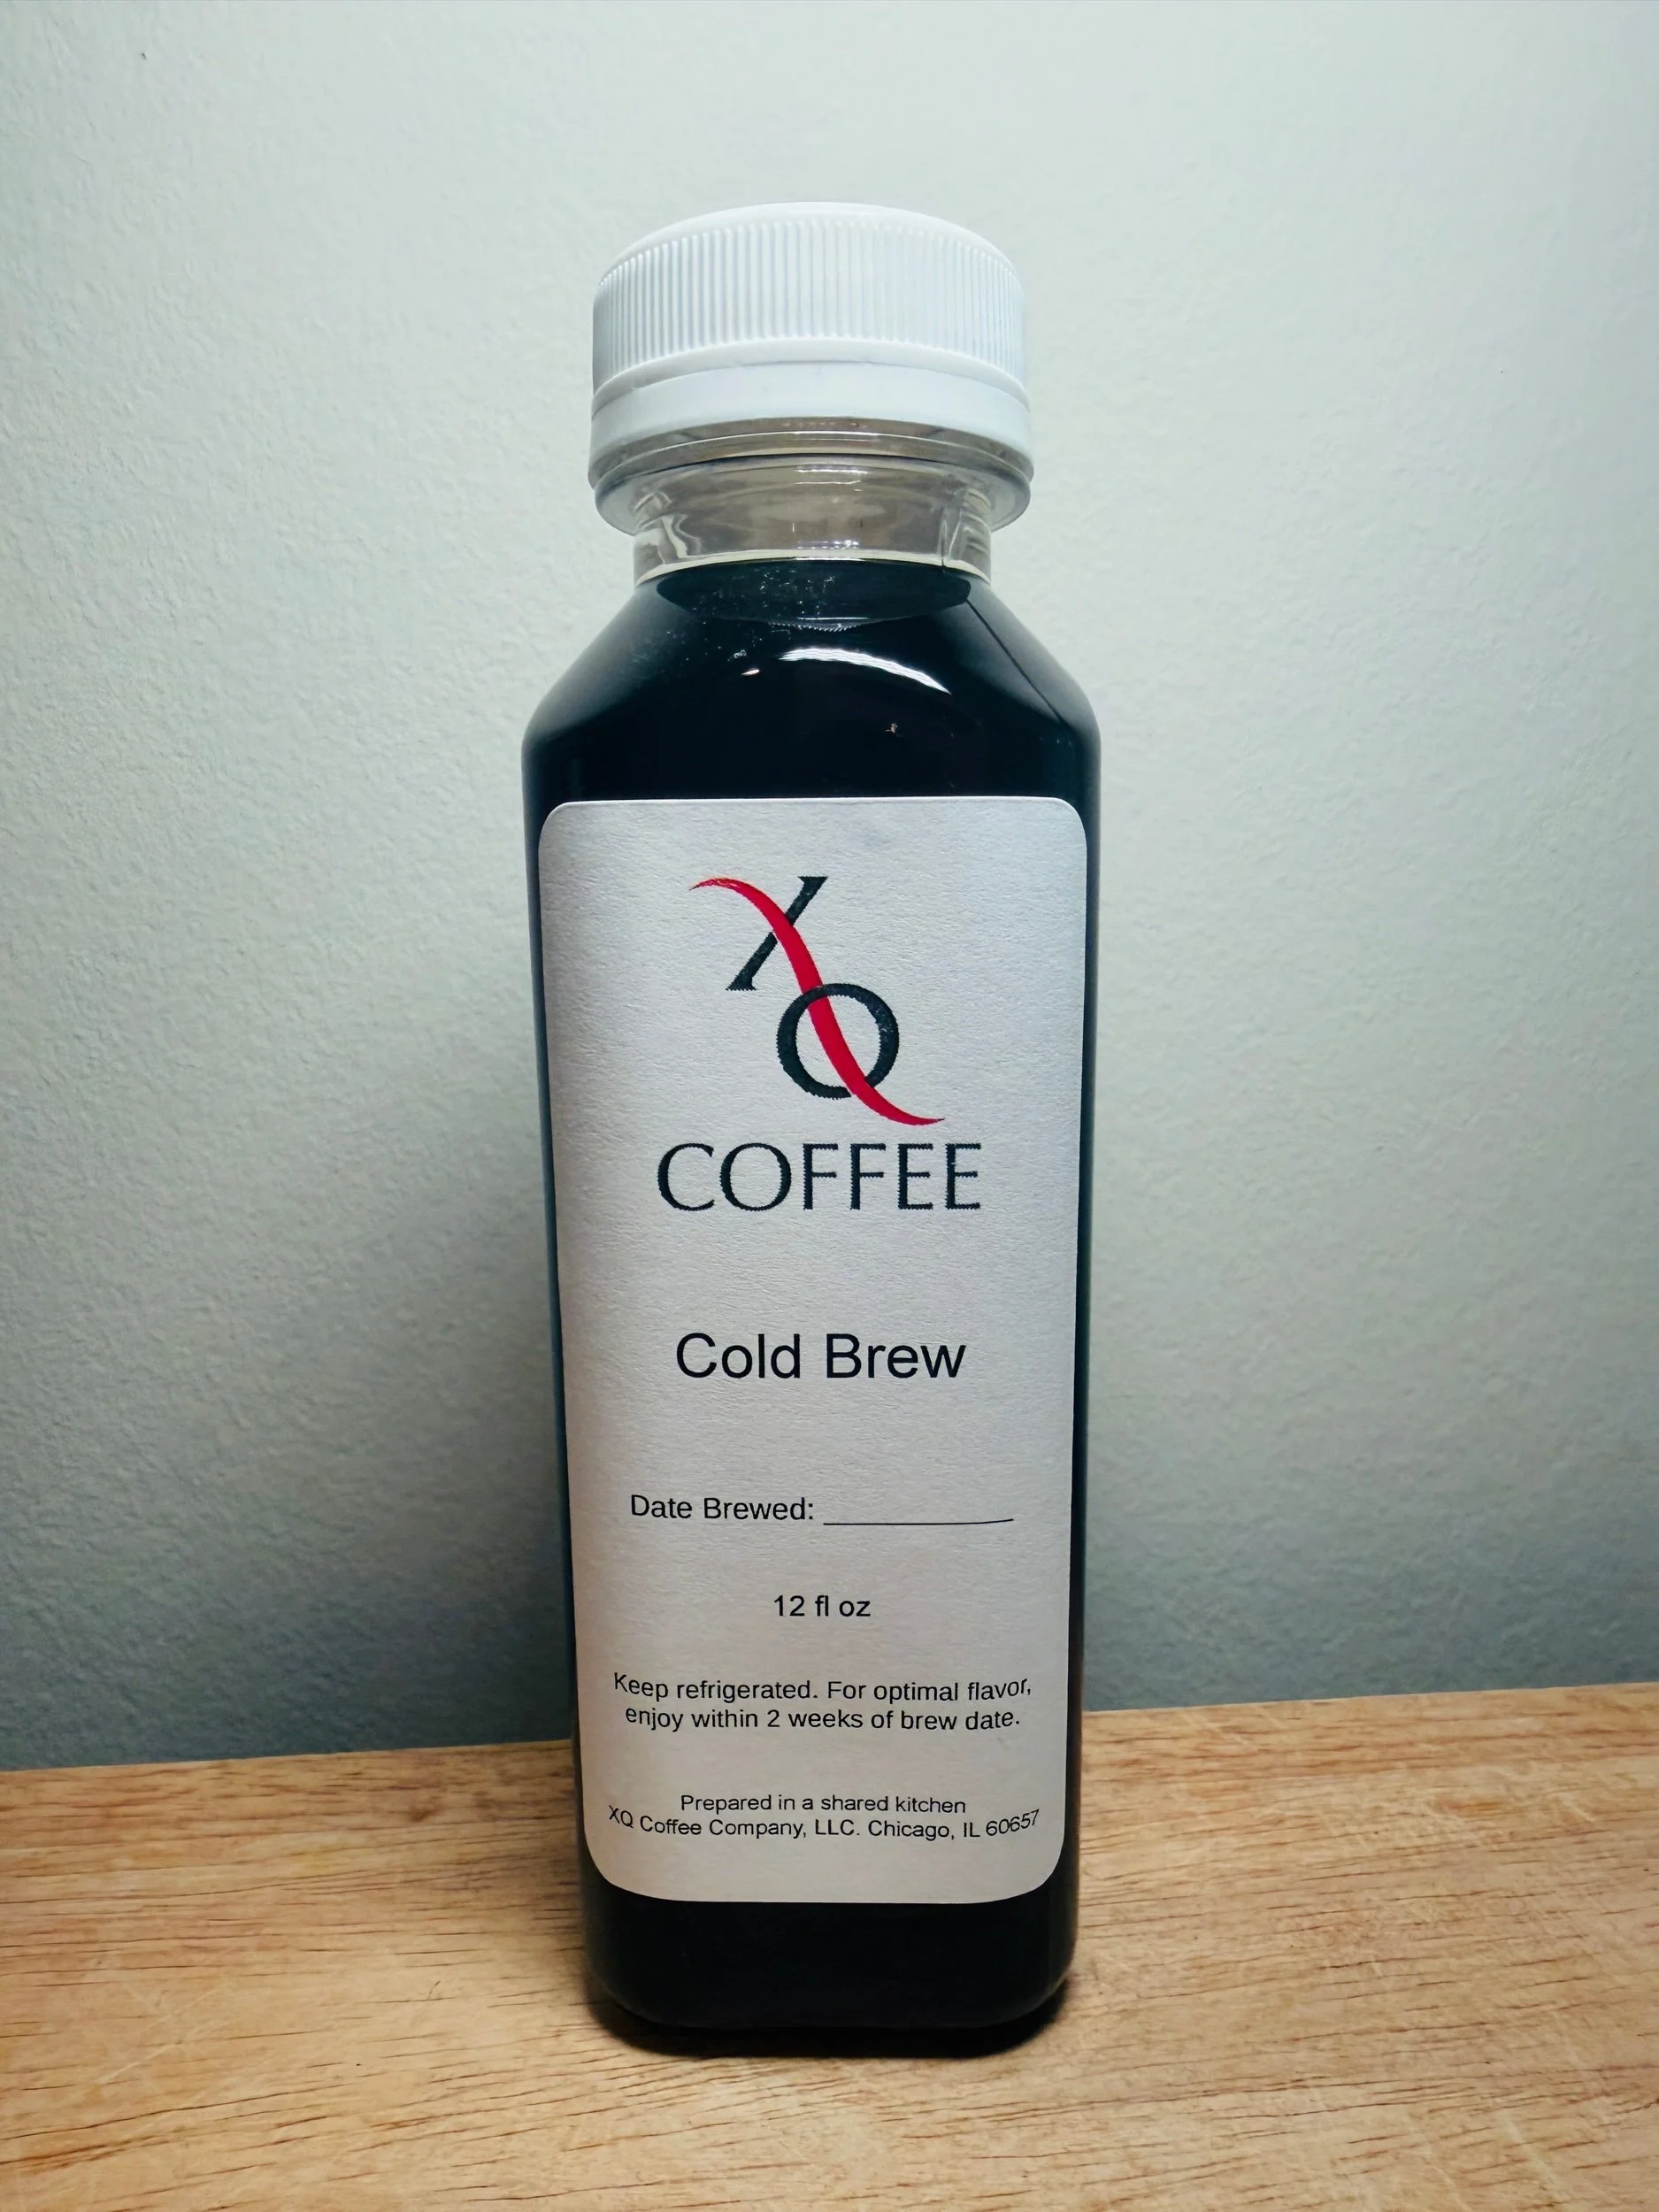 XQ
COFFEE
Cold Brew
Date Brewed: ____________
12 fl oz
Keep refrigerated. For optimal flavor,
enjoy within 2 weeks of brew date.
Prepared in a shared kitchen
XQ Coffee Company, LLC. Chicago, IL 60657